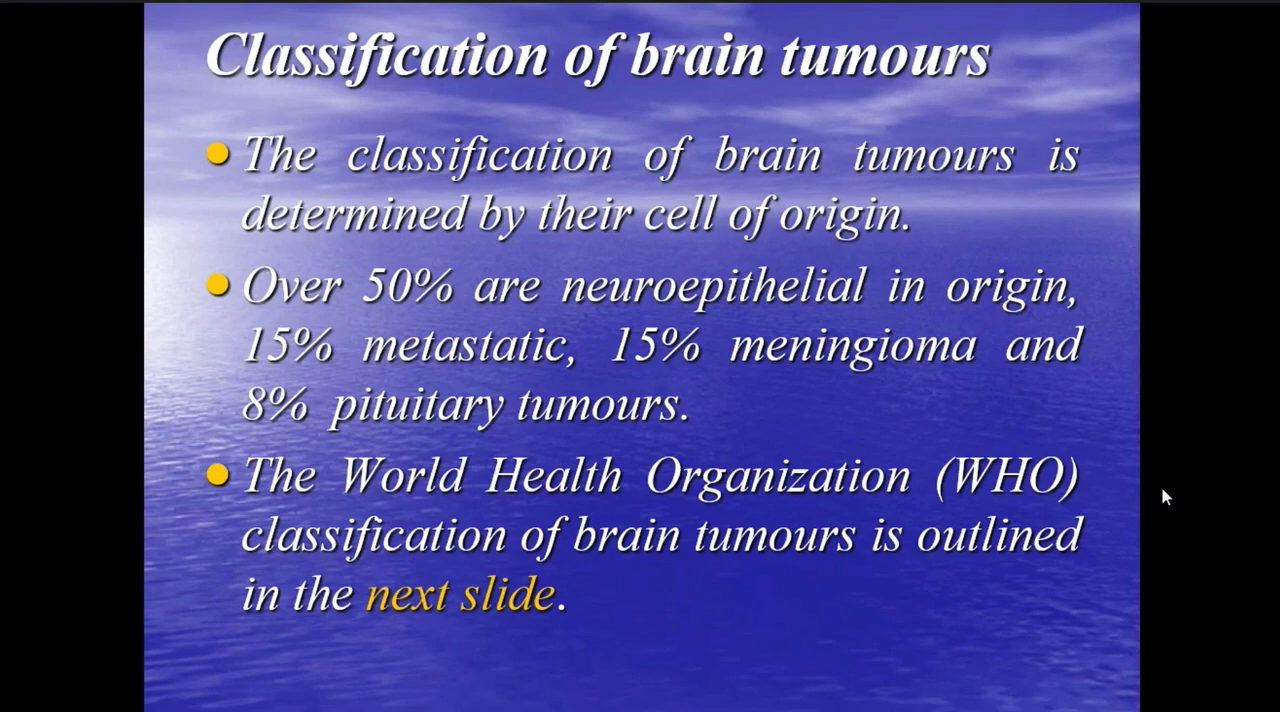 Classification of brain tumours
• The classification of brain tumours is
determined by their cell of origin.
• Over 50% are neuroepithelial in origin,
15% metastatic, 15% meningioma and
8% pituitary tumours.
• The World Health Organization (WHO)
classification of brain tumours is outlined
in the next slide.